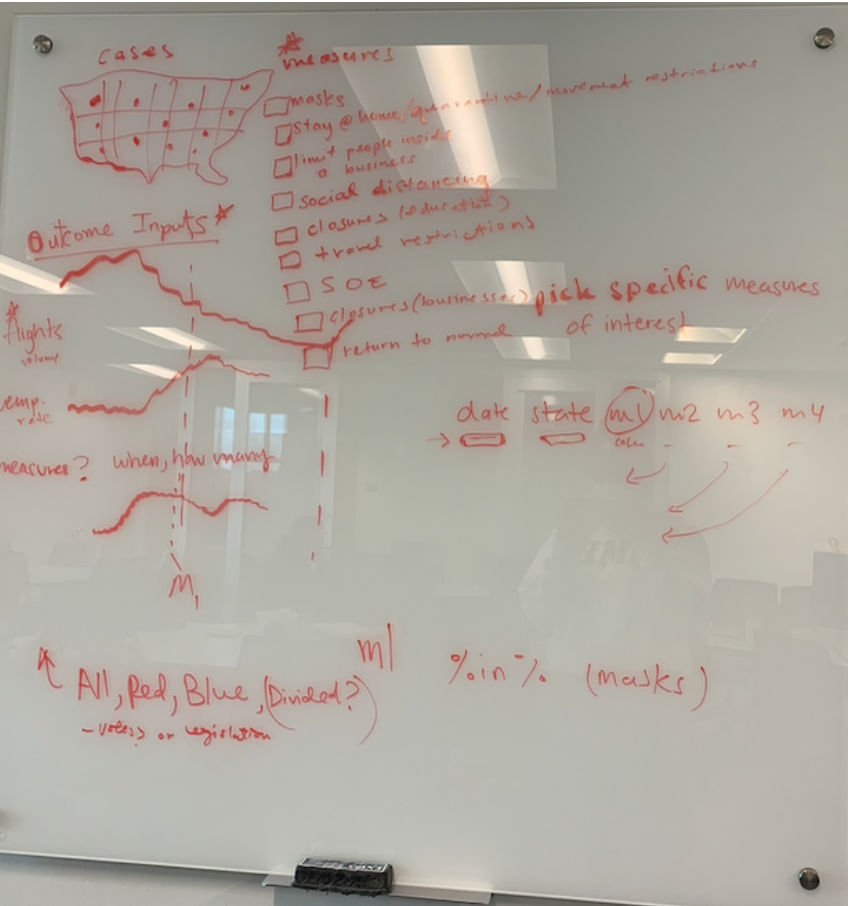 cases
* measures
masks
stay @ home/quarantine/movement restriations
limit people inside
a business
social distancing
closures (education)
travel restrictions
SOE
closures (businesses)
return to normal
pick specific measures
of interest
Outcome Inputs *
* flights
volume
emp.
rate
measures? when, how many
M1
date state m1 m2 m3 m4
m1
All, Red, Blue, (Divided?)
- votes? or legislation
% in % (masks)